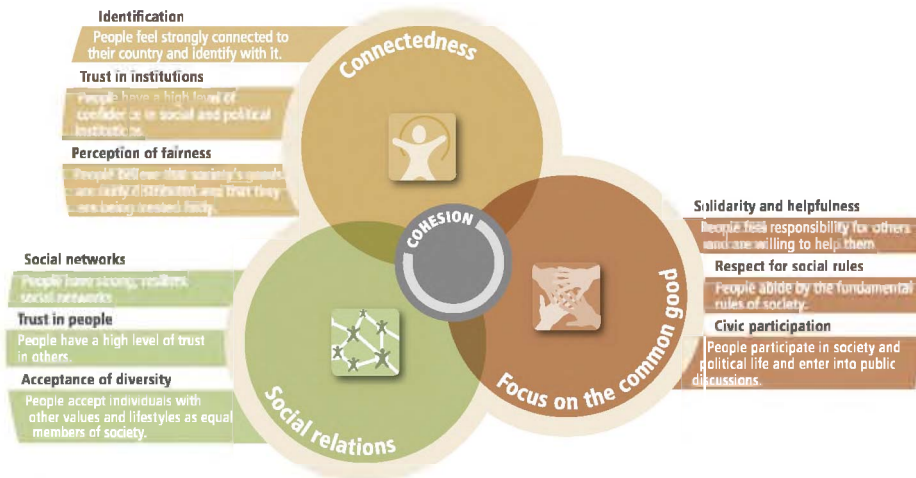 Identification
People feel strongly connected to
their country and identify with it.
Trust in institutions
People have a high level of
confidence in social and political
institutions.
Perception of fairness
People believe that society's goods
are fairly distributed and that they
are being treated fairly.
Connectedness
COHESION
Social networks
People have strong, resilient
social networks
Trust in people
People have a high level of trust
in others.
Acceptance of diversity
People accept individuals with
other values and lifestyles as equal
members of society.
Social relations
Solidarity and helpfulness
People feel responsibility for others
and are willing to help them
Respect for social rules
People abide by the fundamental
rules of society.
Civic participation
People participate in society and
political life and enter into public
discussions.
Focus on the common good